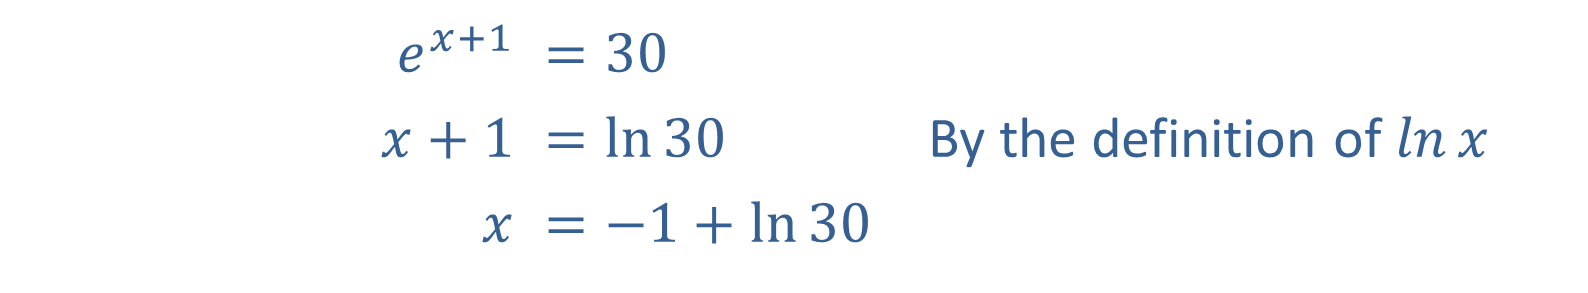 e^{x+1} = 30
x + 1 = ln 30 By the definition of ln x
x = −1 + ln 30